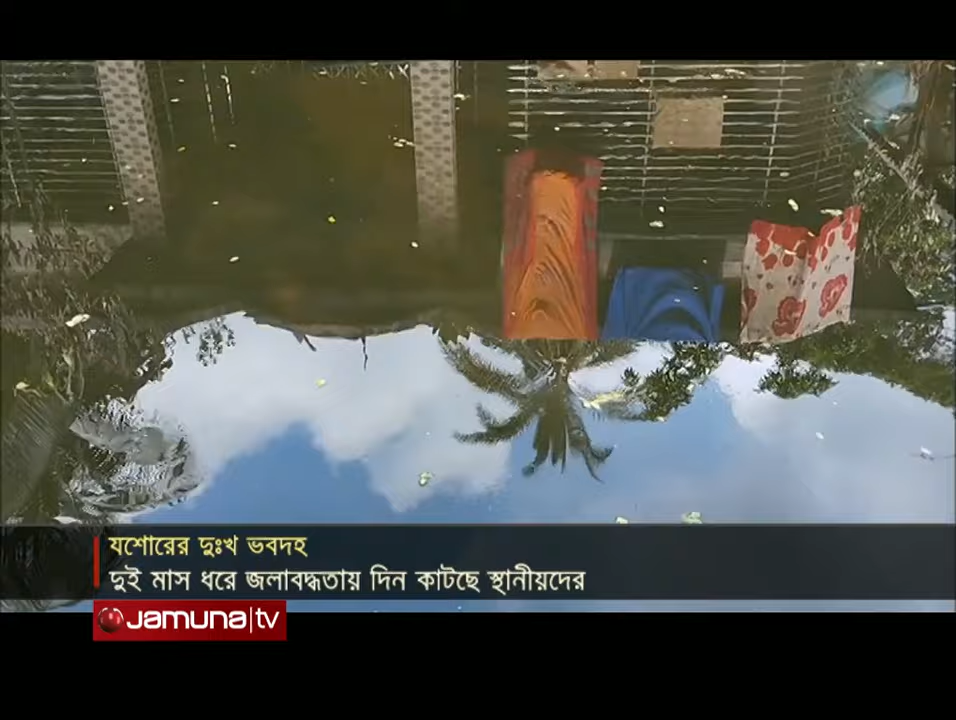 যশোরের দুঃখ ভবদহ
দুই মাস ধরে জলাবদ্ধতায় দিন কাটছে স্থানীয়দের
Jamuna|tv